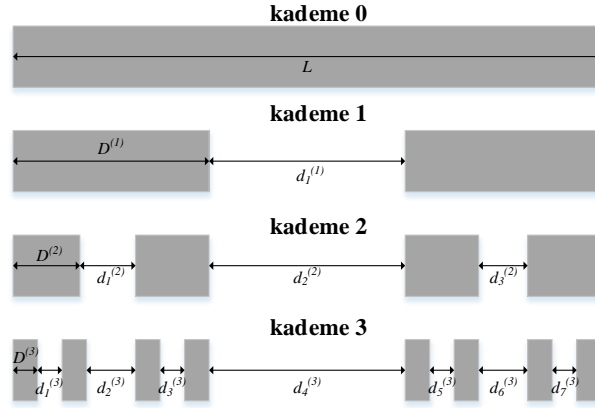 kademe 0
L
kademe 1
D(1)
d1(1)
kademe 2
D(2)
d1(2) d2(2) d3(2)
kademe 3
D(3)
d1(3) d2(3) d3(3) d4(3) d5(3) d6(3) d7(3)